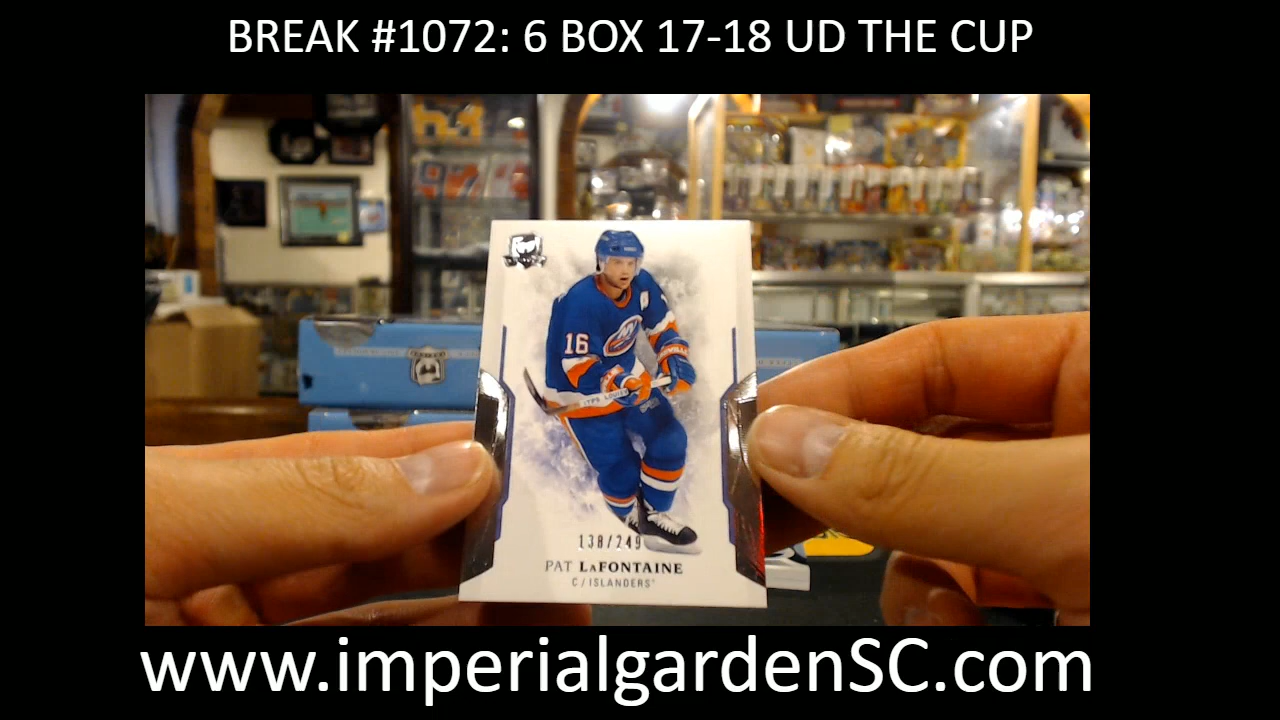 BREAK #1072: 6 BOX 17-18 UD THE CUP
16
138/249
PAT LAFONTAINE
C / ISLANDERS
www.imperialgardenSC.com